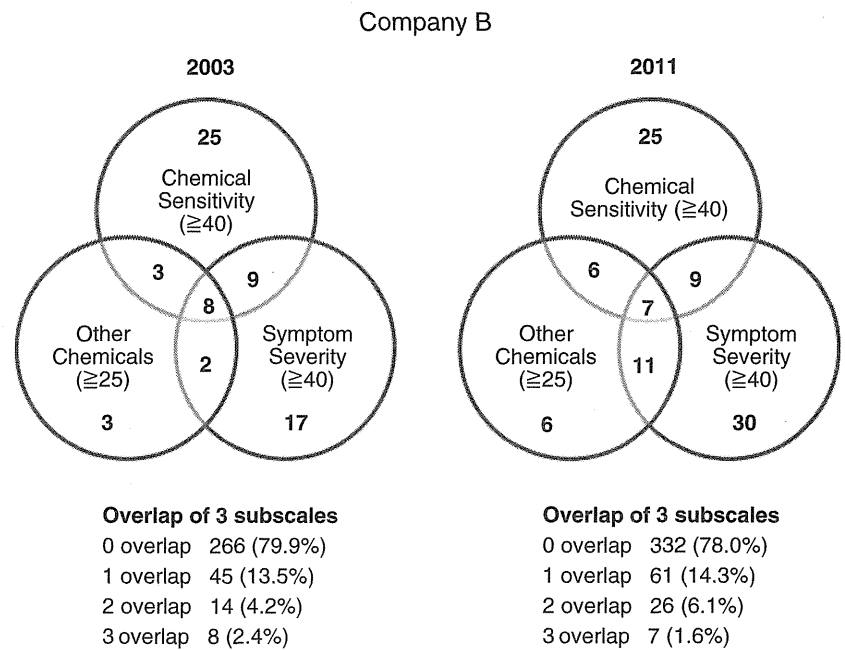 Company B
2003
25
Chemical
Sensitivity
(≧40)
3
9
8
Other
Chemicals
(≧25)
2
Symptom
Severity
(≧40)
3
17
Overlap of 3 subscales
0 overlap 266 (79.9%)
1 overlap 45 (13.5%)
2 overlap 14 (4.2%)
3 overlap 8 (2.4%)
2011
25
Chemical
Sensitivity (≧40)
6
9
7
Other
Chemicals
(≧25)
11
Symptom
Severity
(≧40)
6
30
Overlap of 3 subscales
0 overlap 332 (78.0%)
1 overlap 61 (14.3%)
2 overlap 26 (6.1%)
3 overlap 7 (1.6%)